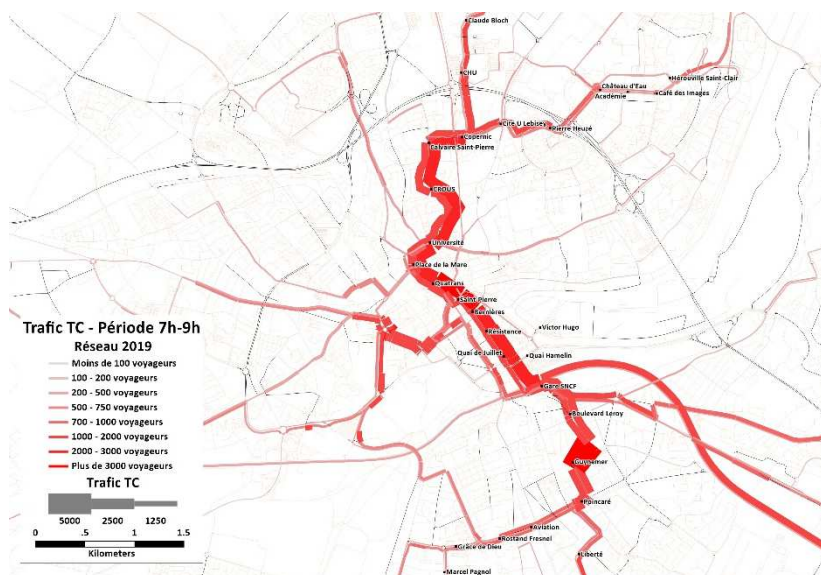 Claude Bloch
CHU
Hérouville Saint-Clair
Château d'Eau
Académie
Café des Images
Cité U Lebisey
Pierre Heuzé
Copernic
Calvaire Saint-Pierre
CROUS
Université
Place de la Mare
Quatrans
Saint-Pierre
Bernières
Résistence
Victor Hugo
Quai de Juillet
Quai Hamelin
Gare SNCF
Boulevard Leroy
Guynemer
Poincaré
Aviation
Rostand Fresnel
Grâce de Dieu
Liberté
Marcel Pagnol
Trafic TC - Période 7h-9h
Réseau 2019
Moins de 100 voyageurs
100 - 200 voyageurs
200 - 500 voyageurs
500 - 750 voyageurs
700 - 1000 voyageurs
1000 - 2000 voyageurs
2000 - 3000 voyageurs
Plus de 3000 voyageurs
Trafic TC
5000 2500 1250
0 .5 1 1.5
Kilometers